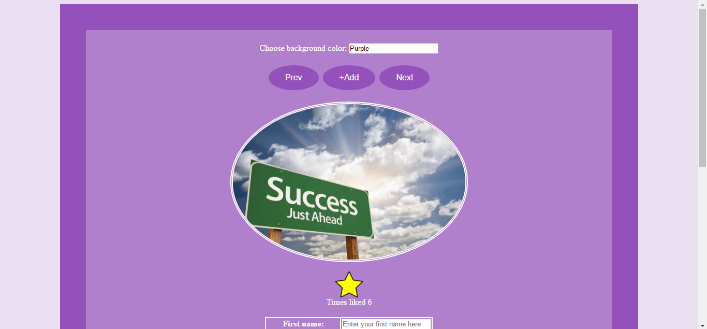 Choose background color: Purple
Prev +Add Next
Success
Just Ahead
Times liked 6
First name: Enter your first name here